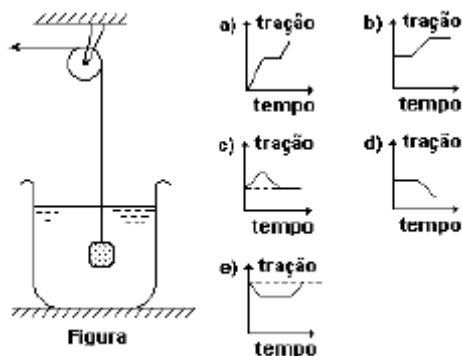 a) tração
tempo
b) tração
tempo
c) tração
tempo
d) tração
tempo
e) tração
tempo
Figura